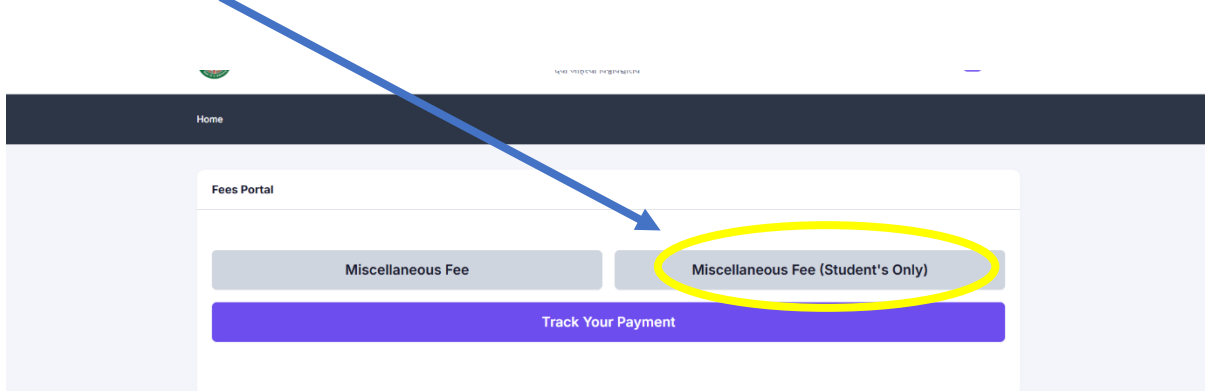 Home
Fees Portal
Miscellaneous Fee
Miscellaneous Fee (Student's Only)
Track Your Payment